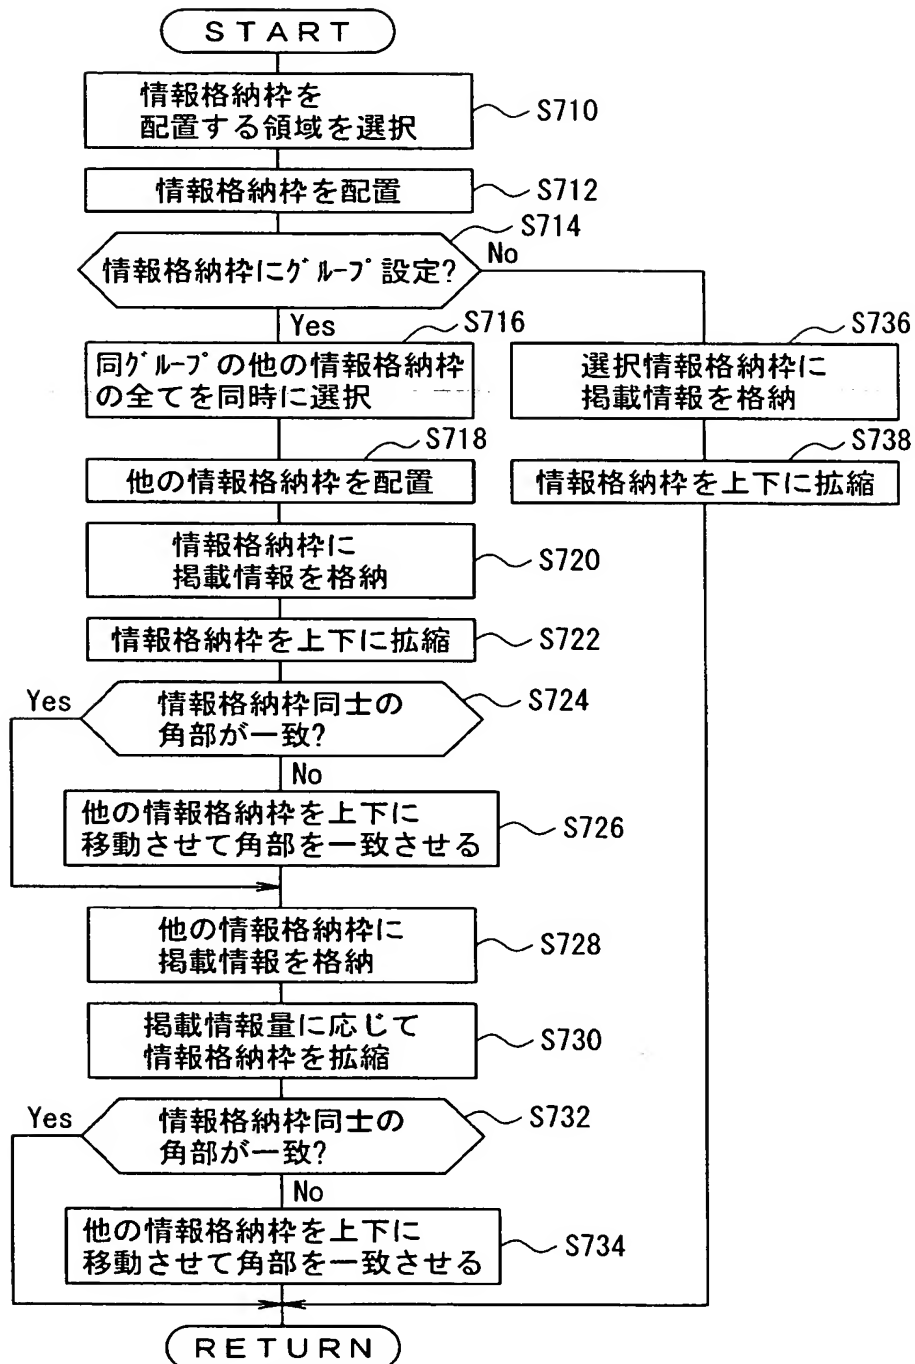 START
情報格納枠を
配置する領域を選択
S710
情報格納枠を配置
S712
S714
情報格納枠にグループ設定?
No
Yes
S716
同グループの他の情報格納枠
の全てを同時に選択
S736
選択情報格納枠に
掲載情報を格納
S718
他の情報格納枠を配置
S738
情報格納枠を上下に拡縮
情報格納枠に
掲載情報を格納
S720
情報格納枠を上下に拡縮
S722
Yes
情報格納枠同士の
角部が一致?
S724
No
他の情報格納枠を上下に
移動させて角部を一致させる
S726
他の情報格納枠に
掲載情報を格納
S728
掲載情報量に応じて
情報格納枠を拡縮
S730
Yes
情報格納枠同士の
角部が一致?
S732
No
他の情報格納枠を上下に
移動させて角部を一致させる
S734
RETURN